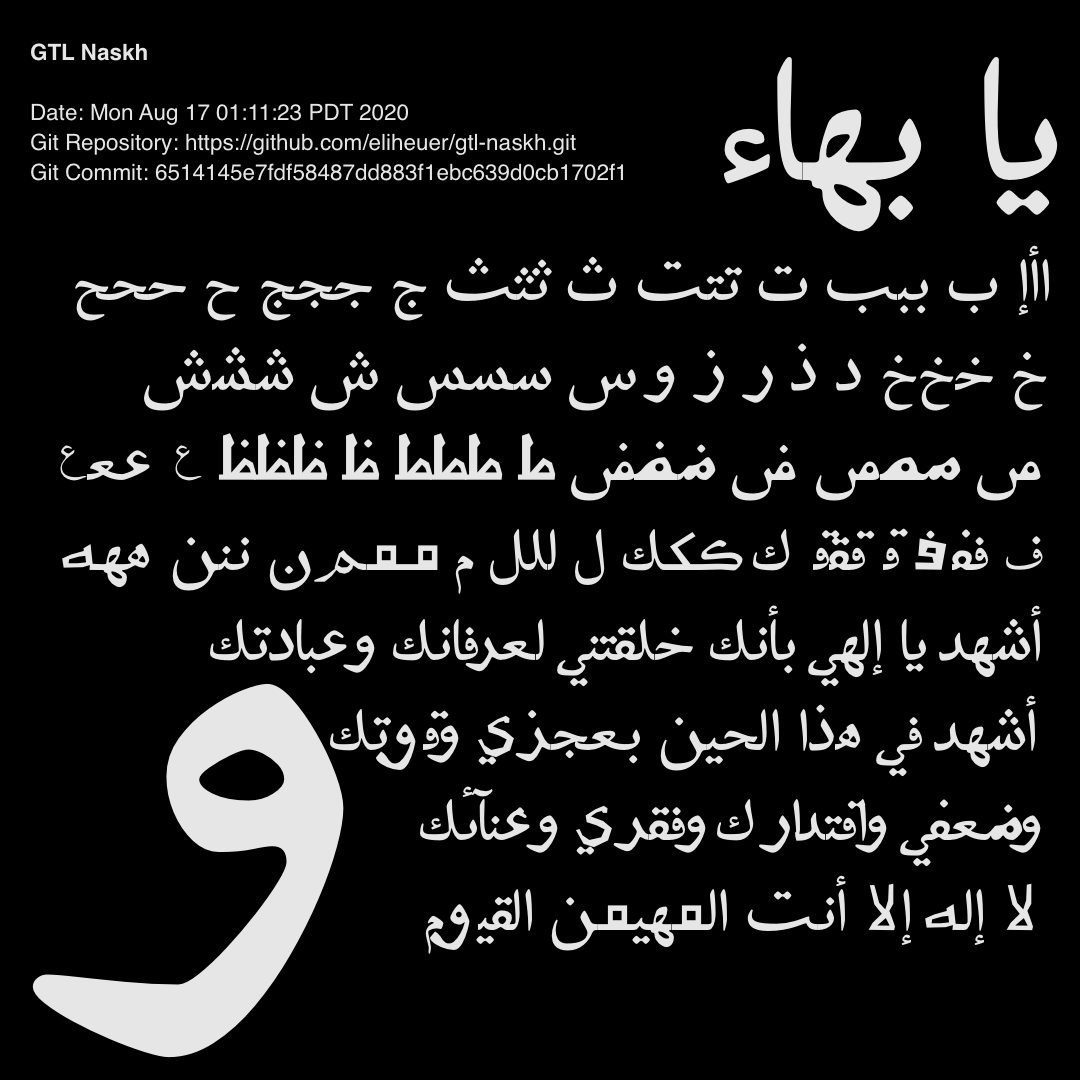 GTL Naskh
Date: Mon Aug 17 01:11:23 PDT 2020
Git Repository: https://github.com/eliheuer/gtl-naskh.git
Git Commit: 6514145e7fdf58487dd883f1ebc639d0cb1702f1
يا بهاء
اأإ ب ببب ت تتت ث ثثث ج ججج ح ححح
خ خخخ د ذ ر ز و س سسس ش ششش
ص صصص ض ضضض ط ططط ظ ظظظ ع ععع
ف ففف ق ققق ك ككك ل للل م ممم ن ننن ههه
أشهد يا إلهي بأنك خلقتني لعرفانك وعبادتك
أشهد في هذا الحين بعجزي وقوتك
وضعفي واقتدارك وفقري وغنآئك
لا إله إلا أنت المهيمن القيوم
و